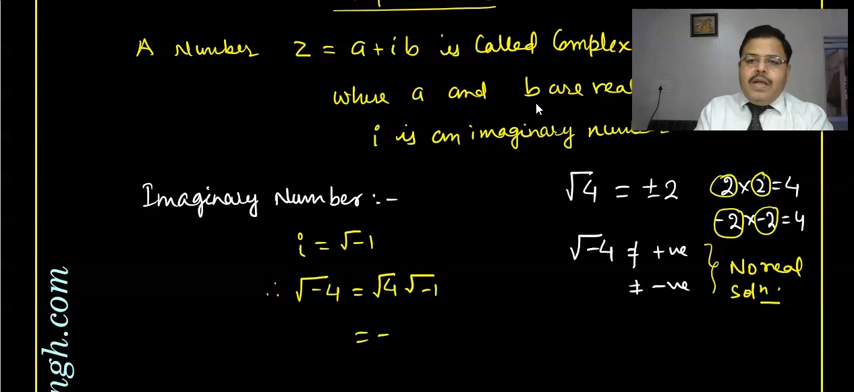 A Number z = a + i b is Called Complex
where a and b are real
i is an imaginary number.
Imaginary Number :-
i = √-1
∴ √-4 = √4 √-1
= -
√4 = ±2
2 × 2 = 4
-2 × -2 = 4
√-4 ≠ +ve
≠ -ve
No real
Soln.
ngh.com